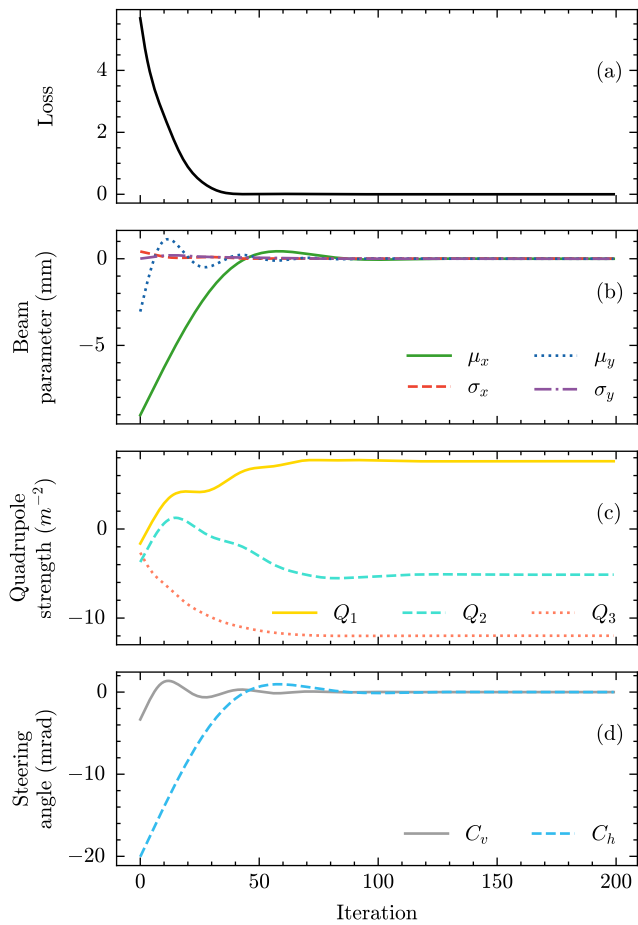 Loss
4
2
0
(a)
Beam
parameter (mm)
0
−5
(b)
μx μy
σx σy
Quadrupole
strength (m−2)
0
−10
(c)
Q1 Q2 Q3
Steering
angle (mrad)
0
−10
−20
(d)
Cv Ch
0 50 100 150 200
Iteration